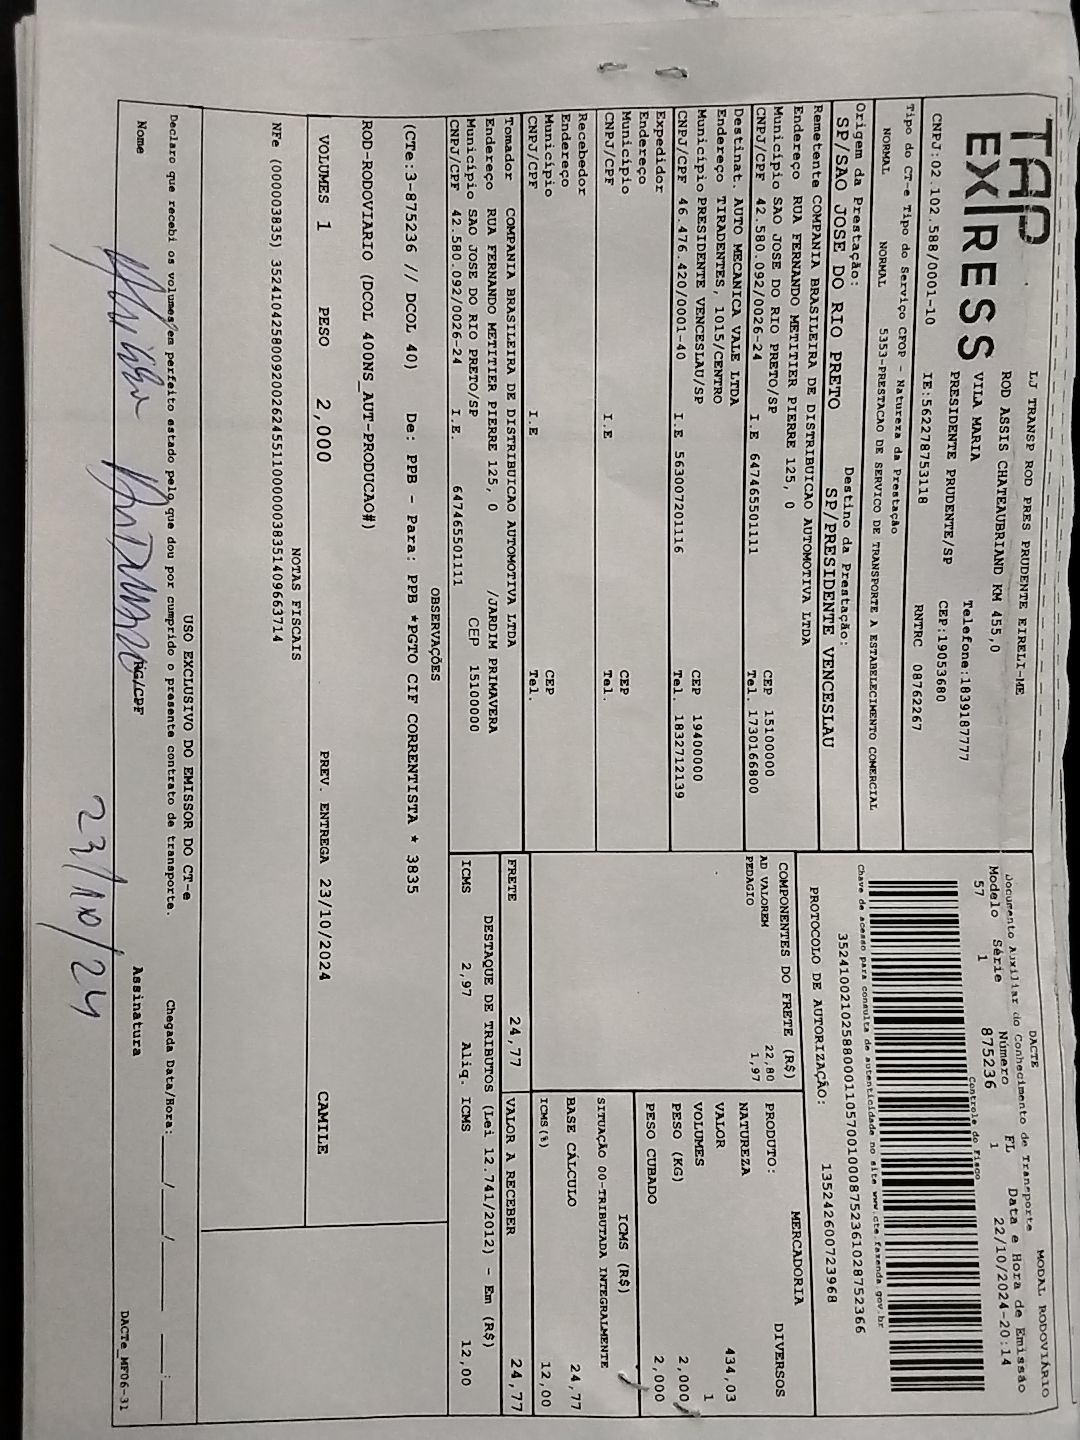 TAP
EXPRESS
LJ TRANSP ROD PRES PRUDENTE EIRELI-ME
ROD ASSIS CHATEAUBRIAND KM 455,0
VILA MARIA Telefone:1839187777
PRESIDENTE PRUDENTE/SP CEP:19053680
CNPJ:02.102.588/0001-10 IE:562278753118 RNTRC 08762267
Tipo do CT-e Tipo do Serviço CFOP - Natureza da Prestação
NORMAL NORMAL 5353-PRESTACAO DE SERVICO DE TRANSPORTE A ESTABELECIMENTO COMERCIAL
Origem da Prestação: Destino da Prestação:
SP/SAO JOSE DO RIO PRETO SP/PRESIDENTE VENCESLAU
Remetente COMPANIA BRASILEIRA DE DISTRIBUICAO AUTOMOTIVA LTDA
Endereço RUA FERNANDO METITIER PIERRE 125, 0
Município SAO JOSE DO RIO PRETO/SP CEP 15100000
CNPJ/CPF 42.580.092/0026-24 I.E 647465501111 Tel. 1730166800
Destinat. AUTO MECANICA VALE LTDA
Endereço TIRADENTES, 1015/CENTRO
Município PRESIDENTE VENCESLAU/SP CEP 19400000
CNPJ/CPF 46.476.420/0001-40 I.E 563007201116 Tel. 1832712139
Expedidor
Endereço
Município CEP
CNPJ/CPF I.E Tel.
Recebedor
Endereço
Município CEP
CNPJ/CPF I.E Tel.
Tomador COMPANIA BRASILEIRA DE DISTRIBUICAO AUTOMOTIVA LTDA
Endereço RUA FERNANDO METITIER PIERRE 125, 0 /JARDIM PRIMAVERA
Município SAO JOSE DO RIO PRETO/SP CEP 15100000
CNPJ/CPF 42.580.092/0026-24 I.E. 647465501111
DACTE MODAL RODOVIÁRIO
Documento Auxiliar do Conhecimento de Transporte
Modelo Série Número FL Data e Hora de Emissão
57 1 875236 1 22/10/2024-20:14
Controle do Fisco
Chave de acesso para consulta de autenticidade no site www.cte.fazenda.gov.br
35241002102588000110570010008752361028752366
PROTOCOLO DE AUTORIZAÇÃO: 135242600723968
COMPONENTES DO FRETE (R$)
AD VALOREM 22,80
PEDAGIO 1,97
FRETE 24,77
MERCADORIA
PRODUTO: DIVERSOS
NATUREZA
VALOR 434,03
VOLUMES 1
PESO (KG) 2,000
PESO CUBADO 2,000
ICMS (R$)
SITUAÇÃO 00-TRIBUTADA INTEGRALMENTE
BASE CÁLCULO 24,77
ICMS(%) 12,00
VALOR A RECEBER 24,77
DESTAQUE DE TRIBUTOS (Lei 12.741/2012) - Em (R$)
ICMS 2,97 Aliq. ICMS 12,00
OBSERVAÇÕES
(CTe:3-875236 // DCOL 40) De: PPB - Para: PPB *PGTO CIF CORRENTISTA * 3835
ROD-RODOVIARIO (DCOL 400NS_AUT-PRODUCAO#)
VOLUMES 1 PESO 2,000 PREV. ENTREGA 23/10/2024 CAMILE
NOTAS FISCAIS
NFe (000003835) 35241042580092002624551100000038351409663714
USO EXCLUSIVO DO EMISSOR DO CT-e
Declaro que recebi os volumes em perfeito estado pelo que dou por cumprido o presente contrato de transporte. Chegada Data/Hora:___/___/______ ___:___
Nome RG/CPF Assinatura
DACTe_MF06-31
23/10/24